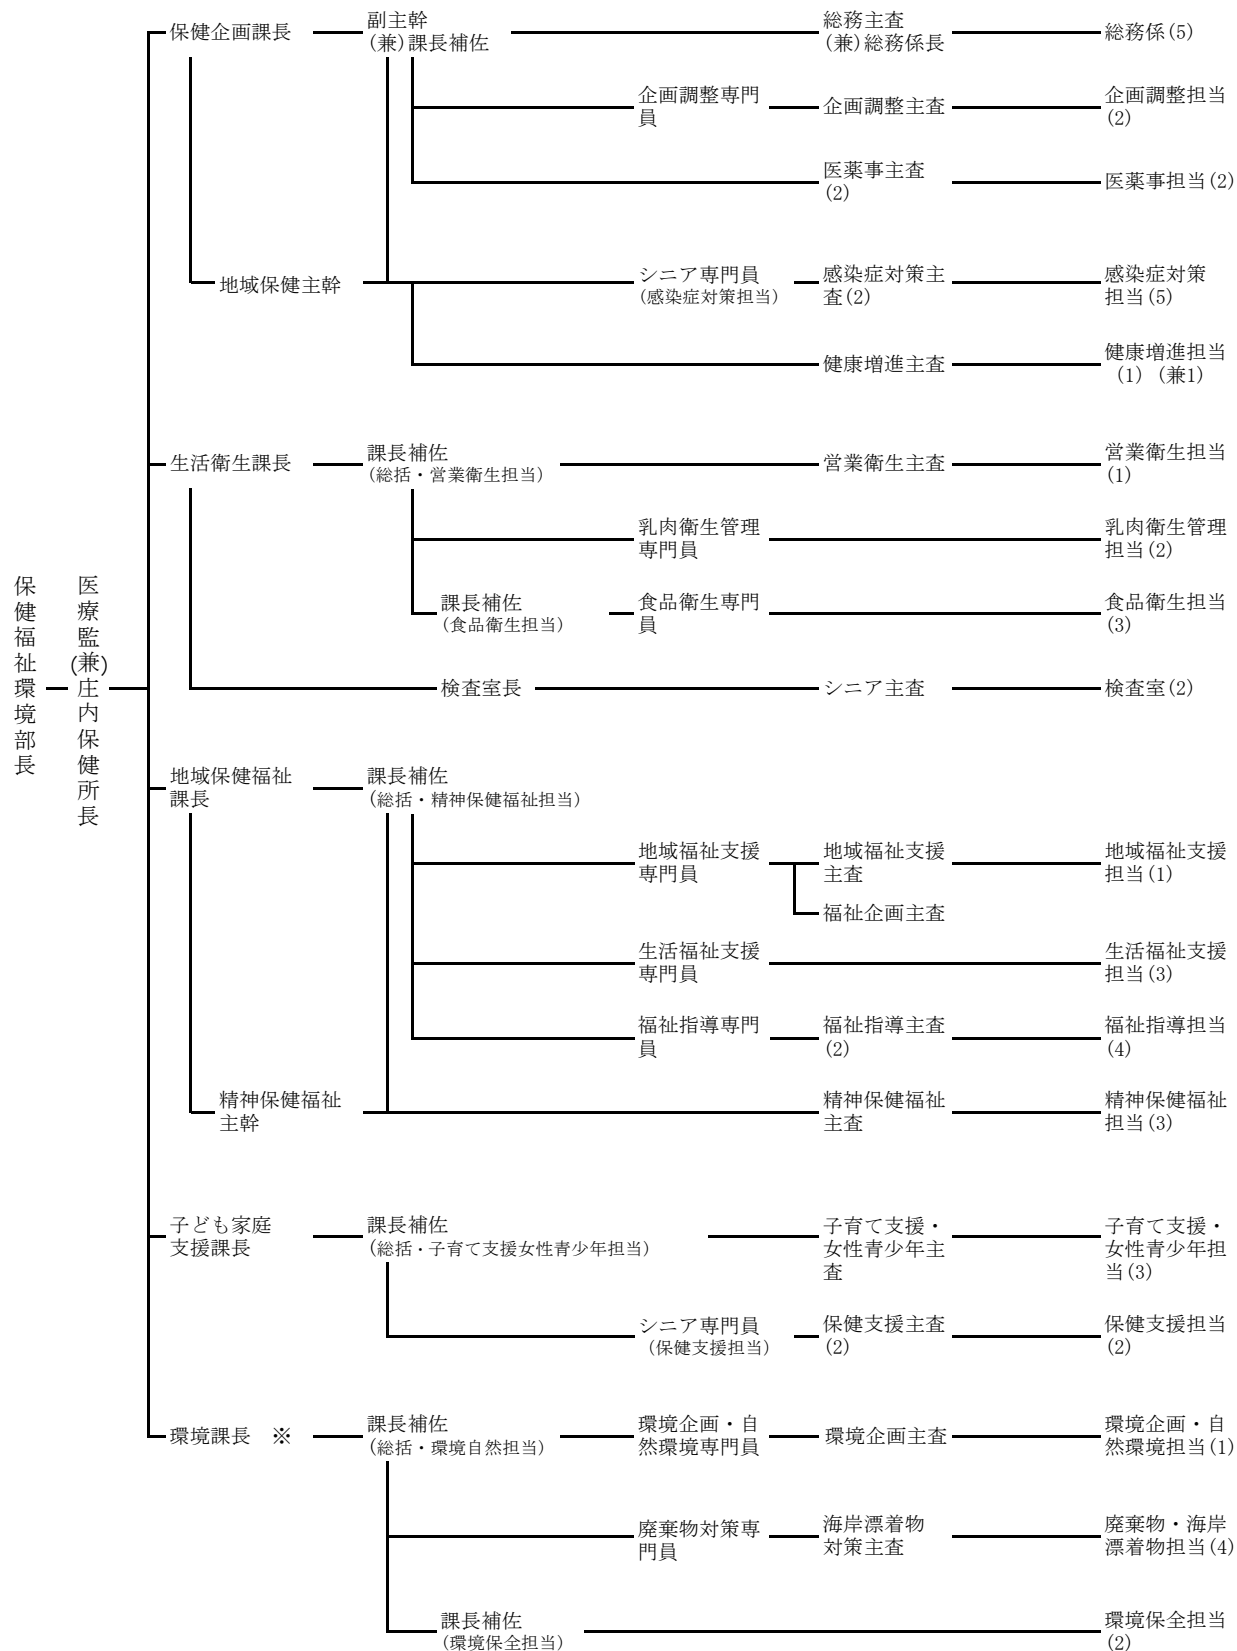 保健福祉環境部長
医療監(兼)庄内保健所長
保健企画課長
副主幹
(兼)課長補佐
総務主査
(兼)総務係長
総務係(5)
企画調整専門
員
企画調整主査
企画調整担当
(2)
医薬事主査
(2)
医薬事担当(2)
地域保健主幹
シニア専門員
(感染症対策担当)
感染症対策主
査(2)
感染症対策
担当(5)
健康増進主査
健康増進担当
(1) (兼1)
生活衛生課長
課長補佐
(総括・営業衛生担当)
営業衛生主査
営業衛生担当
(1)
乳肉衛生管理
専門員
乳肉衛生管理
担当(2)
課長補佐
(食品衛生担当)
食品衛生専門
員
食品衛生担当
(3)
検査室長
シニア主査
検査室(2)
地域保健福祉
課長
課長補佐
(総括・精神保健福祉担当)
地域福祉支援
専門員
地域福祉支援
主査
地域福祉支援
担当(1)
福祉企画主査
生活福祉支援
専門員
生活福祉支援
担当(3)
福祉指導専門
員
福祉指導主査
(2)
福祉指導担当
(4)
精神保健福祉
主幹
精神保健福祉
主査
精神保健福祉
担当(3)
子ども家庭
支援課長
課長補佐
(総括・子育て支援女性青少年担当)
子育て支援・
女性青少年主
査
子育て支援・
女性青少年担
当(3)
シニア専門員
(保健支援担当)
保健支援主査
(2)
保健支援担当
(2)
環境課長 ※
課長補佐
(総括・環境自然担当)
環境企画・自
然環境専門員
環境企画主査
環境企画・自
然環境担当(1)
廃棄物対策専
門員
海岸漂着物
対策主査
廃棄物・海岸
漂着物担当(4)
課長補佐
(環境保全担当)
環境保全担当
(2)